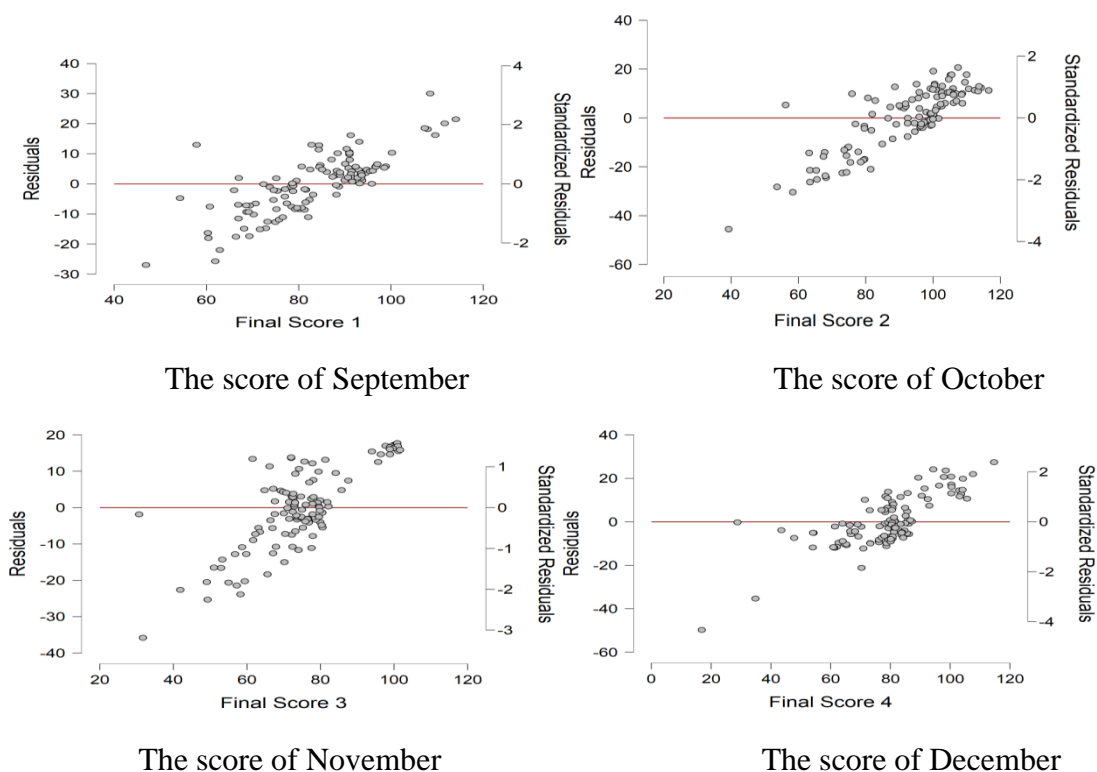 40
30
20
10
0
-10
-20
-30
Residuals
4
2
0
-2
Standardized Residuals
40 60 80 100 120
Final Score 1
The score of September
40
20
0
-20
-40
-60
Residuals
2
0
-2
-4
Standardized Residuals
20 40 60 80 100 120
Final Score 2
The score of October
20
10
0
-10
-20
-30
-40
Residuals
1
0
-1
-2
-3
Standardized Residuals
20 40 60 80 100 120
Final Score 3
The score of November
40
20
0
-20
-40
-60
Residuals
2
0
-2
-4
Standardized Residuals
0 20 40 60 80 100 120
Final Score 4
The score of December